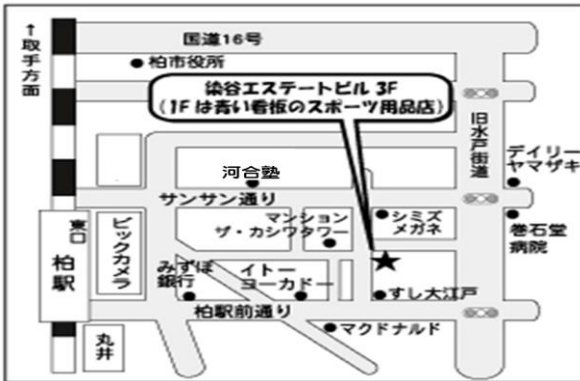 ↑取手方面
国道16号
柏市役所
染谷エステートビル 3F
(1Fは青い看板のスポーツ用品店)
旧水戸街道
デイリー
ヤマザキ
河合塾
サンサン通り
マンション
ザ・カシワタワー
シミズ
メガネ
巻石堂
病院
東口
柏駅
ビックカメラ
みずほ
銀行
イトー
ヨーカドー
すし大江戸
柏駅前通り
マクドナルド
丸井